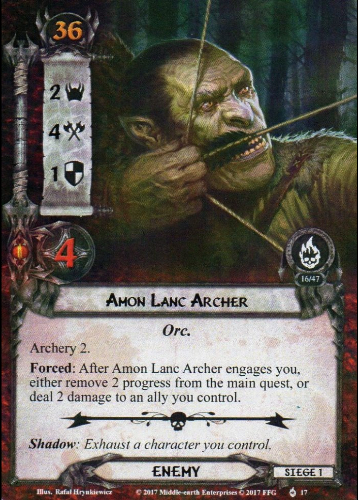 36
2
4
1
4
16/47
AMON LANC ARCHER
Orc.
Archery 2.
Forced: After Amon Lanc Archer engages you,
either remove 2 progress from the main quest, or
deal 2 damage to an ally you control.
Shadow: Exhaust a character you control.
ENEMY
SIEGE 1
Illus. Rafał Hrynkiewicz © 2017 Middle-earth Enterprises © 2017 FFG 17